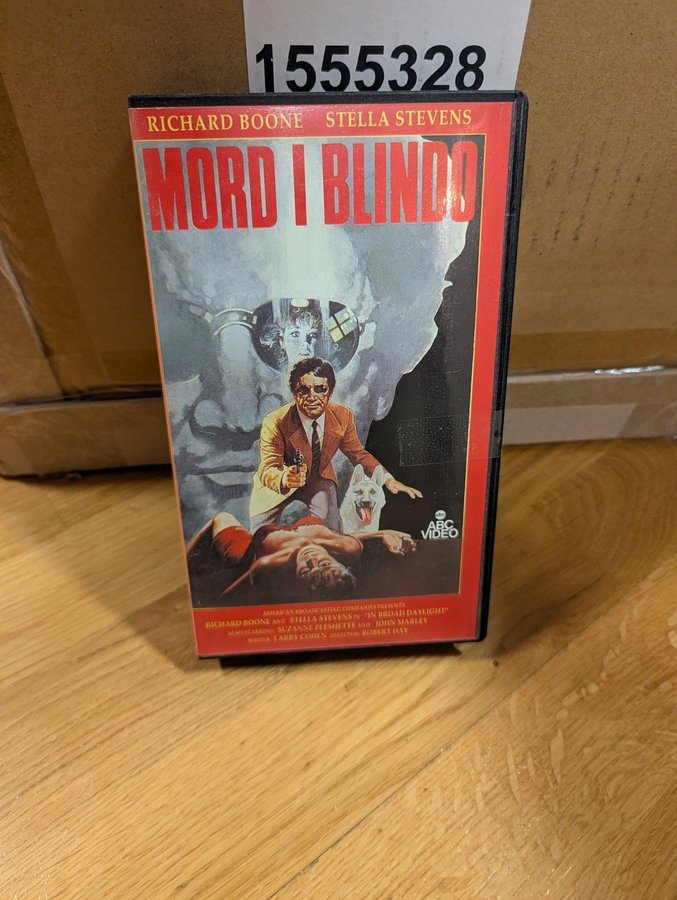 1555328
RICHARD BOONE STELLA STEVENS
MORD I BLINDO
abc
ABC
VIDEO
AMERICAN BROADCASTING COMPANIES PRESENTS
RICHARD BOONE AND STELLA STEVENS IN "IN BROAD DAYLIGHT"
ALSO STARRING: SUZANNE PLESHETTE AND JOHN MARLEY
WRITER: LARRY COHEN DIRECTOR: ROBERT DAY